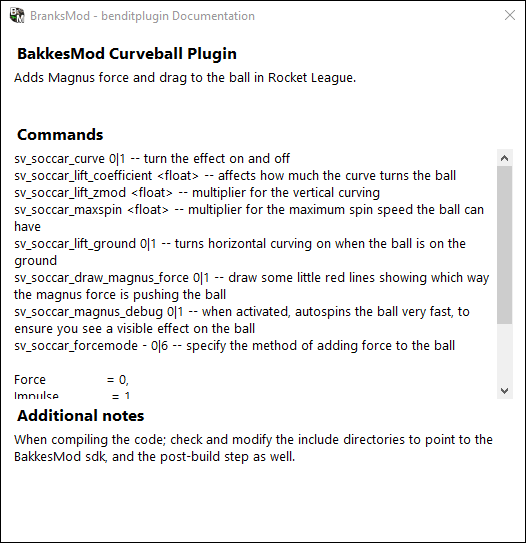 BM
BranksMod - benditplugin Documentation
BakkesMod Curveball Plugin
Adds Magnus force and drag to the ball in Rocket League.
Commands
sv_soccar_curve 0|1 -- turn the effect on and off
sv_soccar_lift_coefficient <float> -- affects how much the curve turns the ball
sv_soccar_lift_zmod <float> -- multiplier for the vertical curving
sv_soccar_maxspin <float> -- multiplier for the maximum spin speed the ball can
have
sv_soccar_lift_ground 0|1 -- turns horizontal curving on when the ball is on the
ground
sv_soccar_draw_magnus_force 0|1 -- draw some little red lines showing which way
the magnus force is pushing the ball
sv_soccar_magnus_debug 0|1 -- when activated, autospins the ball very fast, to
ensure you see a visible effect on the ball
sv_soccar_forcemode - 0|6 -- specify the method of adding force to the ball
Force = 0,
Impulse = 1
Additional notes
When compiling the code; check and modify the include directories to point to the
BakkesMod sdk, and the post-build step as well.